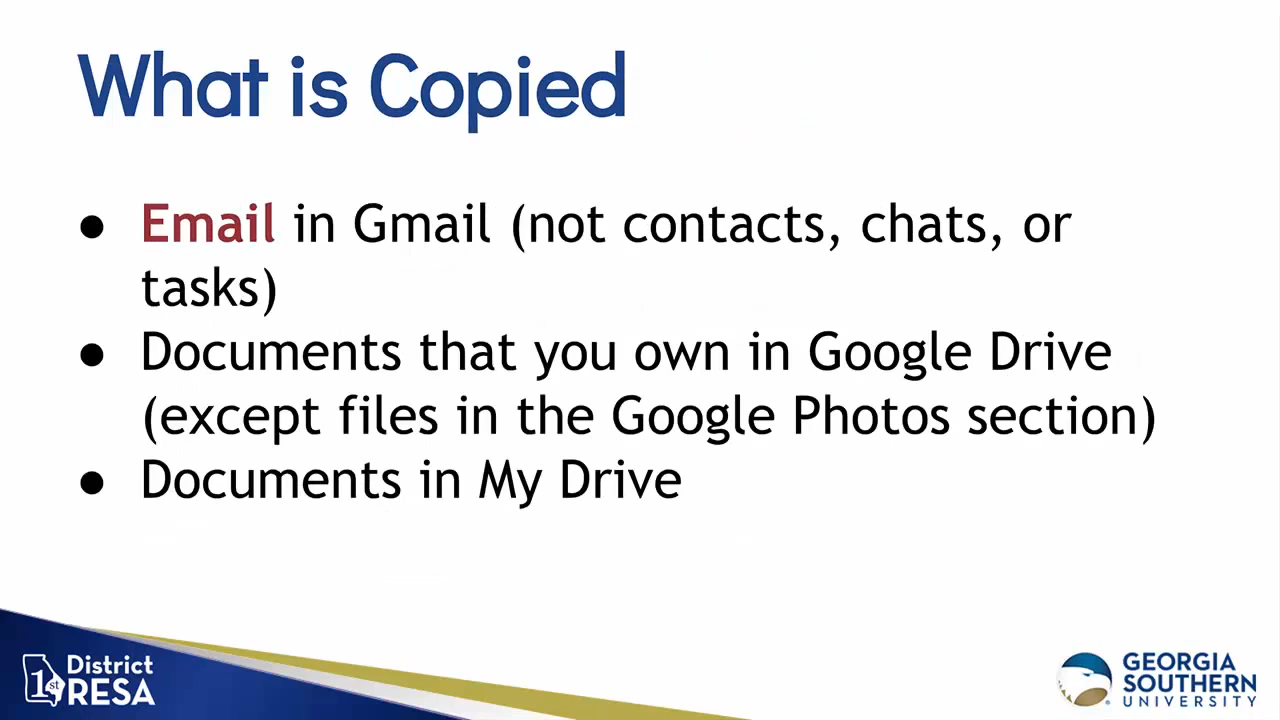 What is Copied
● Email in Gmail (not contacts, chats, or
tasks)
● Documents that you own in Google Drive
(except files in the Google Photos section)
● Documents in My Drive
1st District
RESA
GEORGIA
SOUTHERN
UNIVERSITY